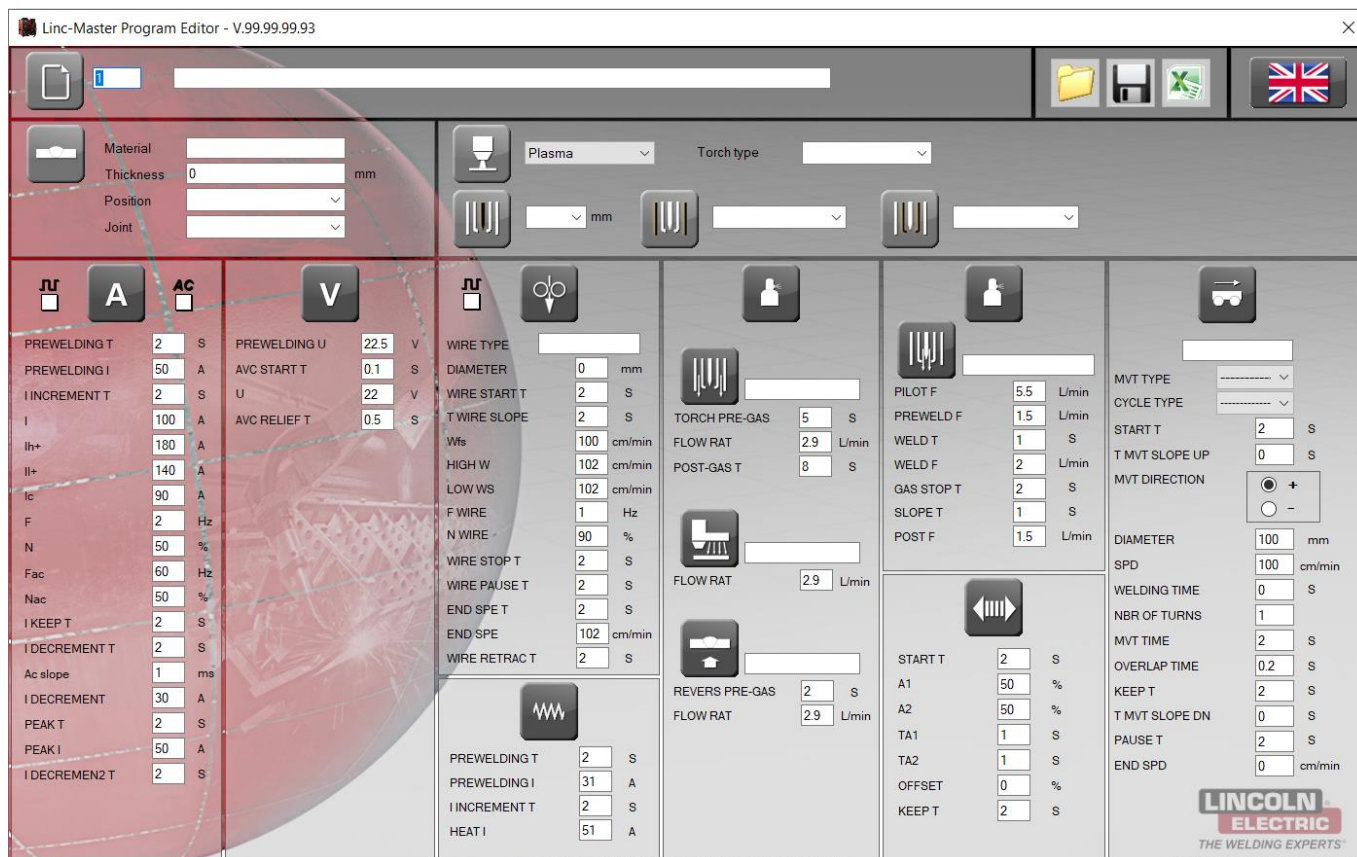 Linc-Master Program Editor - V.99.99.99.93
1
Material
Thickness 0 mm
Position
Joint
Plasma Torch type
mm
A AC
PREWELDING T 2 S
PREWELDING I 50 A
I INCREMENT T 2 S
I 100 A
Ih+ 180 A
Il+ 140 A
Ic 90 A
F 2 Hz
N 50 %
Fac 60 Hz
Nac 50 %
I KEEP T 2 S
I DECREMENT T 2 S
Ac slope 1 ms
I DECREMENT 30 A
PEAK T 2 S
PEAK I 50 A
I DECREMEN2 T 2 S
V
PREWELDING U 22.5 V
AVC START T 0.1 S
U 22 V
AVC RELIEF T 0.5 S
WIRE TYPE
DIAMETER 0 mm
WIRE START T 2 S
T WIRE SLOPE 2 S
Wfs 100 cm/min
HIGH W 102 cm/min
LOW WS 102 cm/min
F WIRE 1 Hz
N WIRE 90 %
WIRE STOP T 2 S
WIRE PAUSE T 2 S
END SPE T 2 S
END SPE 102 cm/min
WIRE RETRAC T 2 S
PREWELDING T 2 S
PREWELDING I 31 A
I INCREMENT T 2 S
HEAT I 51 A
TORCH PRE-GAS 5 S
FLOW RAT 2.9 L/min
POST-GAS T 8 S
FLOW RAT 2.9 L/min
REVERS PRE-GAS 2 S
FLOW RAT 2.9 L/min
PILOT F 5.5 L/min
PREWELD F 1.5 L/min
WELD T 1 S
WELD F 2 L/min
GAS STOP T 2 S
SLOPE T 1 S
POST F 1.5 L/min
START T 2 S
A1 50 %
A2 50 %
TA1 1 S
TA2 1 S
OFFSET 0 %
KEEP T 2 S
MVT TYPE -----------
CYCLE TYPE ------------
START T 2 S
T MVT SLOPE UP 0 S
MVT DIRECTION +
-
DIAMETER 100 mm
SPD 100 cm/min
WELDING TIME 0 S
NBR OF TURNS 1
MVT TIME 2 S
OVERLAP TIME 0.2 S
KEEP T 2 S
T MVT SLOPE DN 0 S
PAUSE T 2 S
END SPD 0 cm/min
LINCOLN
ELECTRIC
THE WELDING EXPERTS